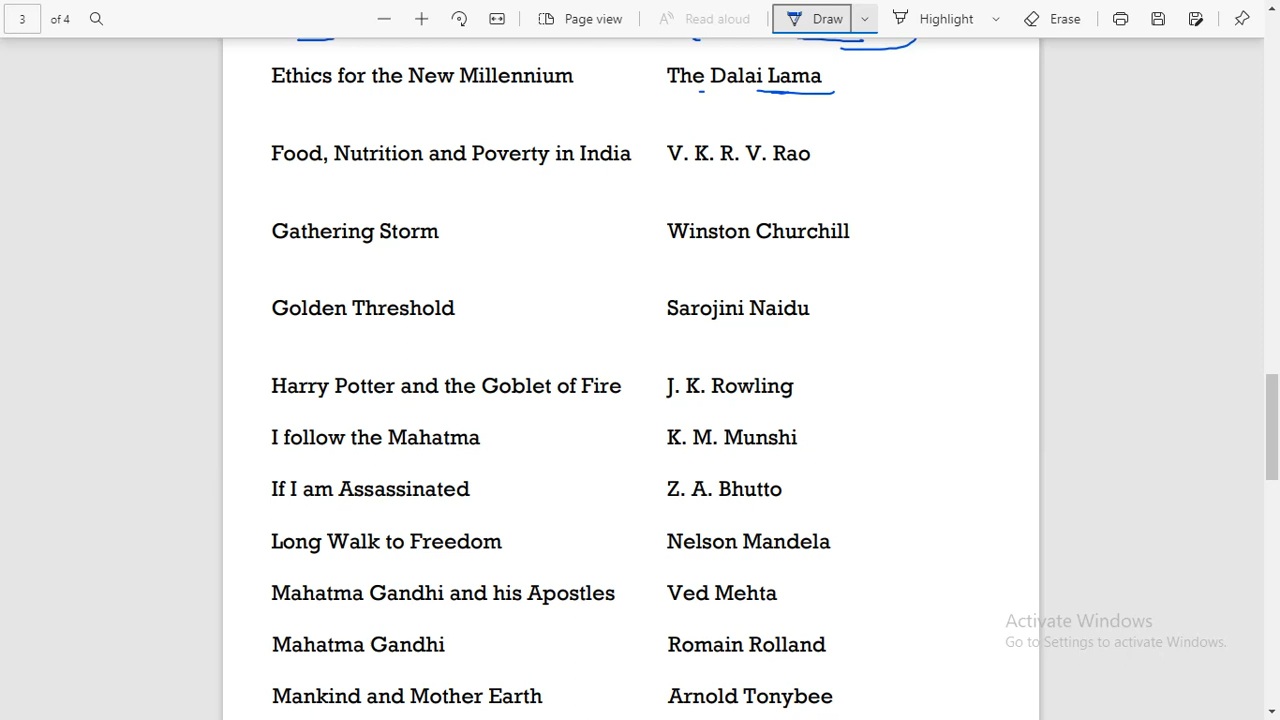 3 of 4 Page view Read aloud Draw Highlight Erase
Ethics for the New Millennium The Dalai Lama
Food, Nutrition and Poverty in India V. K. R. V. Rao
Gathering Storm Winston Churchill
Golden Threshold Sarojini Naidu
Harry Potter and the Goblet of Fire J. K. Rowling
I follow the Mahatma K. M. Munshi
If I am Assassinated Z. A. Bhutto
Long Walk to Freedom Nelson Mandela
Mahatma Gandhi and his Apostles Ved Mehta
Activate Windows
Go to Settings to activate Windows.
Mahatma Gandhi Romain Rolland
Mankind and Mother Earth Arnold Tonybee